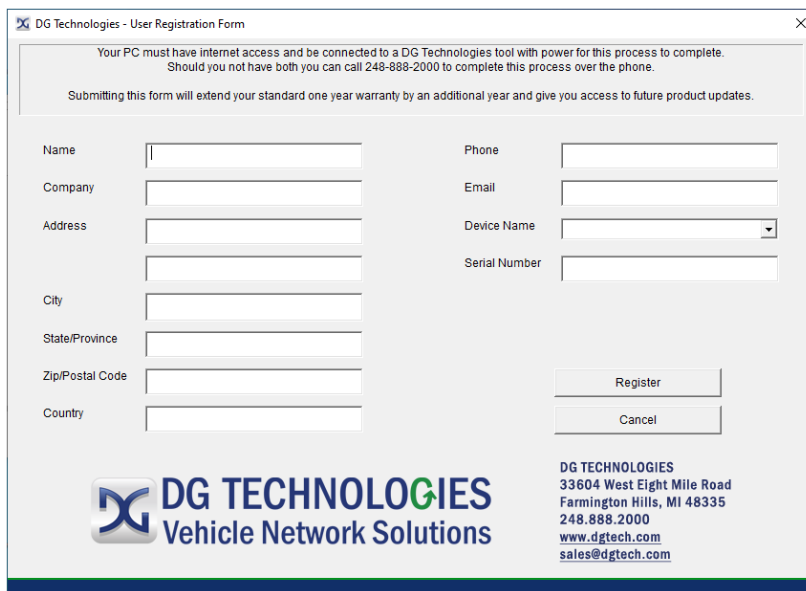 DG Technologies - User Registration Form
Your PC must have internet access and be connected to a DG Technologies tool with power for this process to complete.
Should you not have both you can call 248-888-2000 to complete this process over the phone.
Submitting this form will extend your standard one year warranty by an additional year and give you access to future product updates.
Name
Company
Address
City
State/Province
Zip/Postal Code
Country
Phone
Email
Device Name
Serial Number
Register
Cancel
DG TECHNOLOGIES
Vehicle Network Solutions
DG TECHNOLOGIES
33604 West Eight Mile Road
Farmington Hills, MI 48335
248.888.2000
www.dgtech.com
sales@dgtech.com